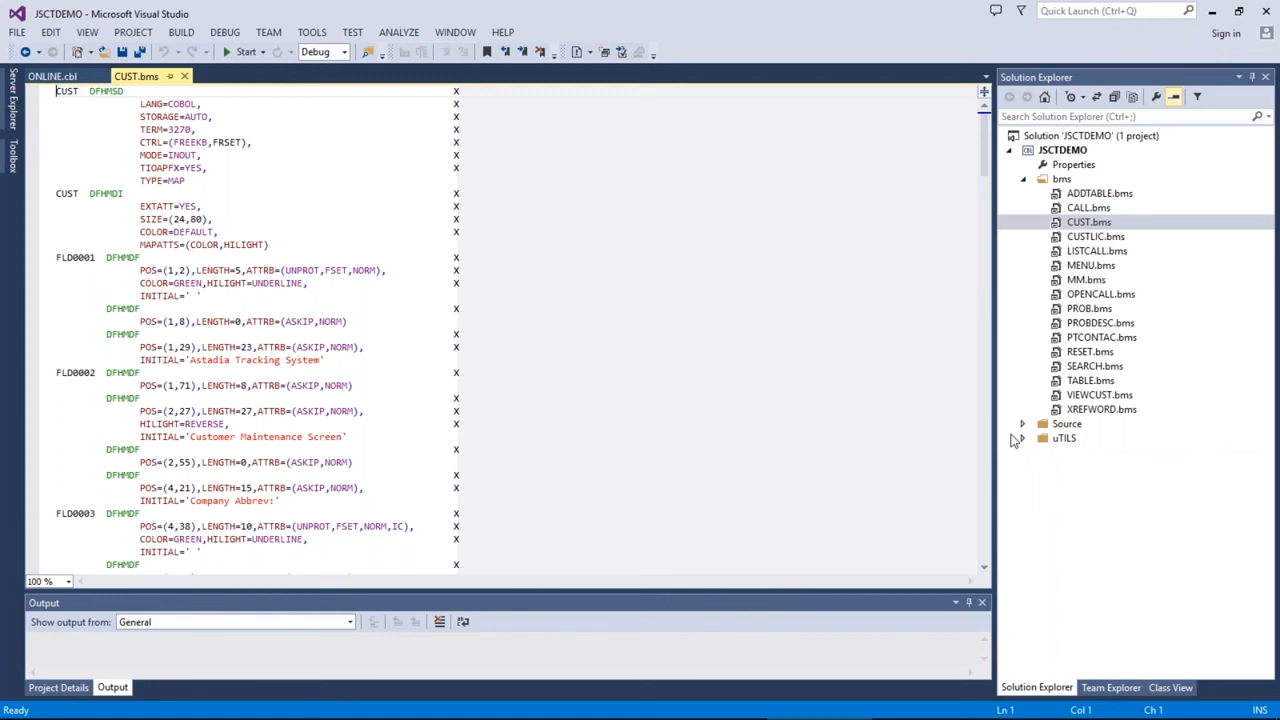 JSCTDEMO - Microsoft Visual Studio
Quick Launch (Ctrl+Q)
FILE EDIT VIEW PROJECT BUILD DEBUG TEAM TOOLS TEST ANALYZE WINDOW HELP
Sign in
Start Debug
Server Explorer
Toolbox
ONLINE.cbl CUST.bms
CUST DFHMSD X
LANG=COBOL, X
STORAGE=AUTO, X
TERM=3270, X
CTRL=(FREEKB,FRSET), X
MODE=INOUT, X
TIOAPFX=YES, X
TYPE=MAP
CUST DFHMDI X
EXTATT=YES, X
SIZE=(24,80), X
COLOR=DEFAULT, X
MAPATTS=(COLOR,HILIGHT)
FLD0001 DFHMDF X
POS=(1,2),LENGTH=5,ATTRB=(UNPROT,FSET,NORM), X
COLOR=GREEN,HILIGHT=UNDERLINE, X
INITIAL=' '
DFHMDF X
POS=(1,8),LENGTH=0,ATTRB=(ASKIP,NORM)
DFHMDF X
POS=(1,29),LENGTH=23,ATTRB=(ASKIP,NORM), X
INITIAL='Astadia Tracking System'
FLD0002 DFHMDF X
POS=(1,71),LENGTH=8,ATTRB=(ASKIP,NORM)
DFHMDF X
POS=(2,27),LENGTH=27,ATTRB=(ASKIP,NORM), X
HILIGHT=REVERSE, X
INITIAL='Customer Maintenance Screen'
DFHMDF X
POS=(2,55),LENGTH=0,ATTRB=(ASKIP,NORM)
DFHMDF X
POS=(4,21),LENGTH=15,ATTRB=(ASKIP,NORM), X
INITIAL='Company Abbrev:'
FLD0003 DFHMDF X
POS=(4,38),LENGTH=10,ATTRB=(UNPROT,FSET,NORM,IC), X
COLOR=GREEN,HILIGHT=UNDERLINE, X
INITIAL=' '
DFHMDF X
100 %
Output
Show output from: General
Project Details Output
Solution Explorer
Search Solution Explorer (Ctrl+;)
Solution 'JSCTDEMO' (1 project)
JSCTDEMO
Properties
bms
ADDTABLE.bms
CALL.bms
CUST.bms
CUSTLIC.bms
LISTCALL.bms
MENU.bms
MM.bms
OPENCALL.bms
PROB.bms
PROBDESC.bms
PTCONTAC.bms
RESET.bms
SEARCH.bms
TABLE.bms
VIEWCUST.bms
XREFWORD.bms
Source
uTILS
Solution Explorer Team Explorer Class View
Ready Ln 1 Col 1 Ch 1 INS